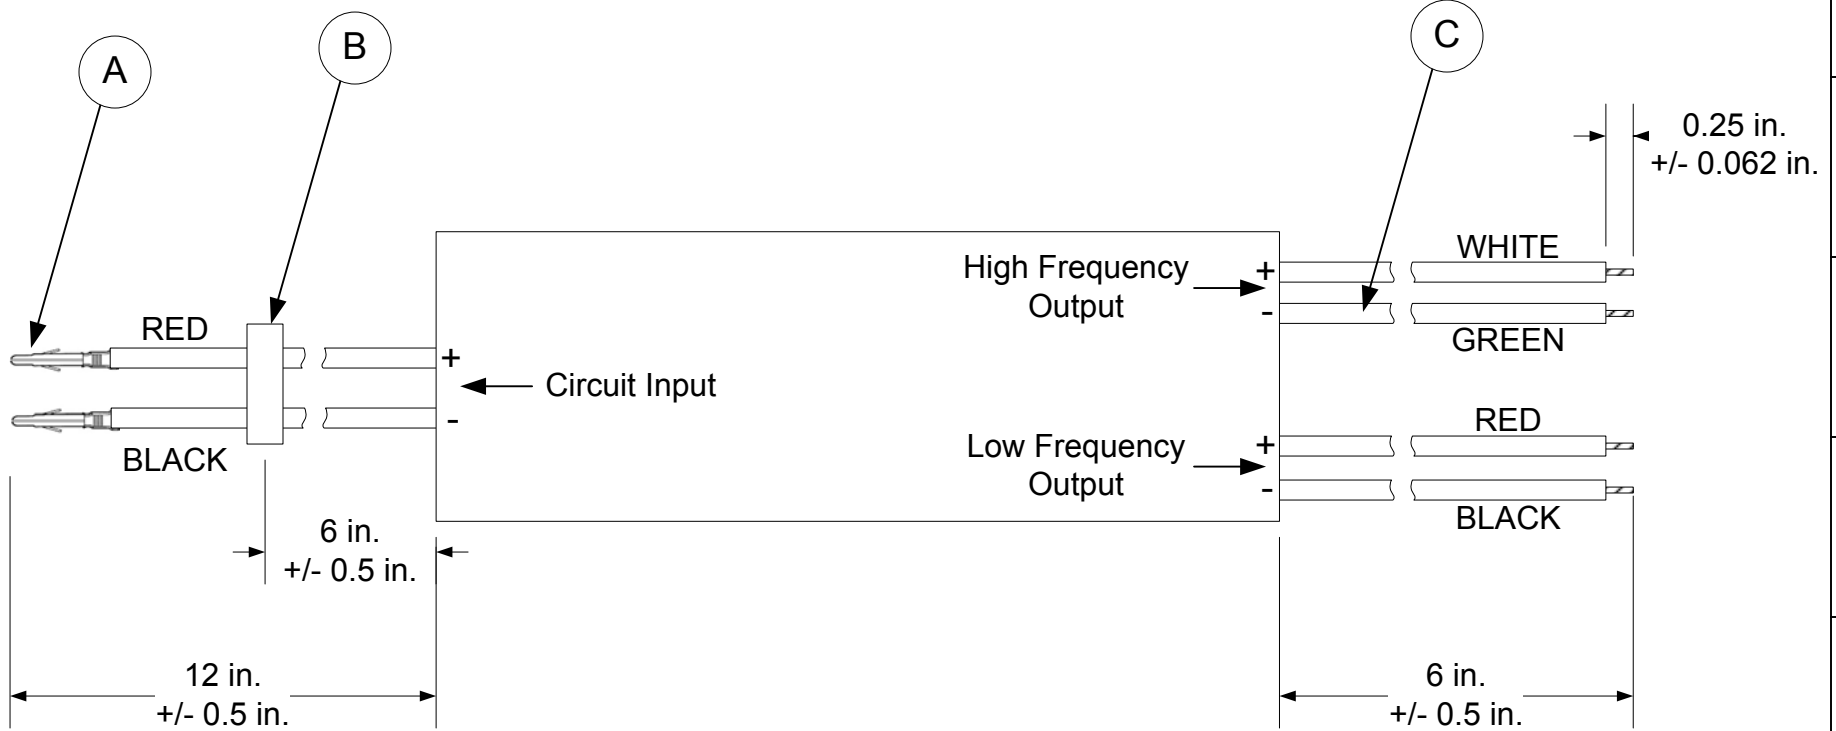 A
B
C
0.25 in.
+/- 0.062 in.
WHITE
High Frequency
Output
+
-
GREEN
RED
+
Circuit Input
-
BLACK
RED
Low Frequency
Output
+
-
BLACK
6 in.
+/- 0.5 in.
12 in.
+/- 0.5 in.
6 in.
+/- 0.5 in.